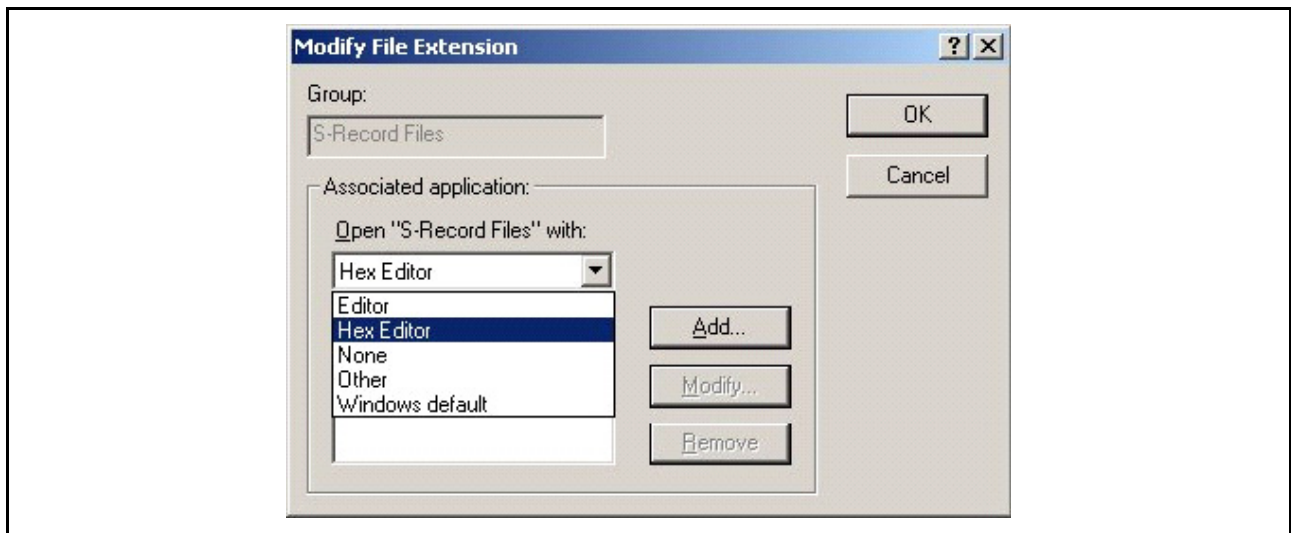 Modify File Extension
Group:
S-Record Files
OK
Cancel
Associated application:
Open "S-Record Files" with:
Hex Editor
Editor
Hex Editor
None
Other
Windows default
Add...
Modify...
Remove